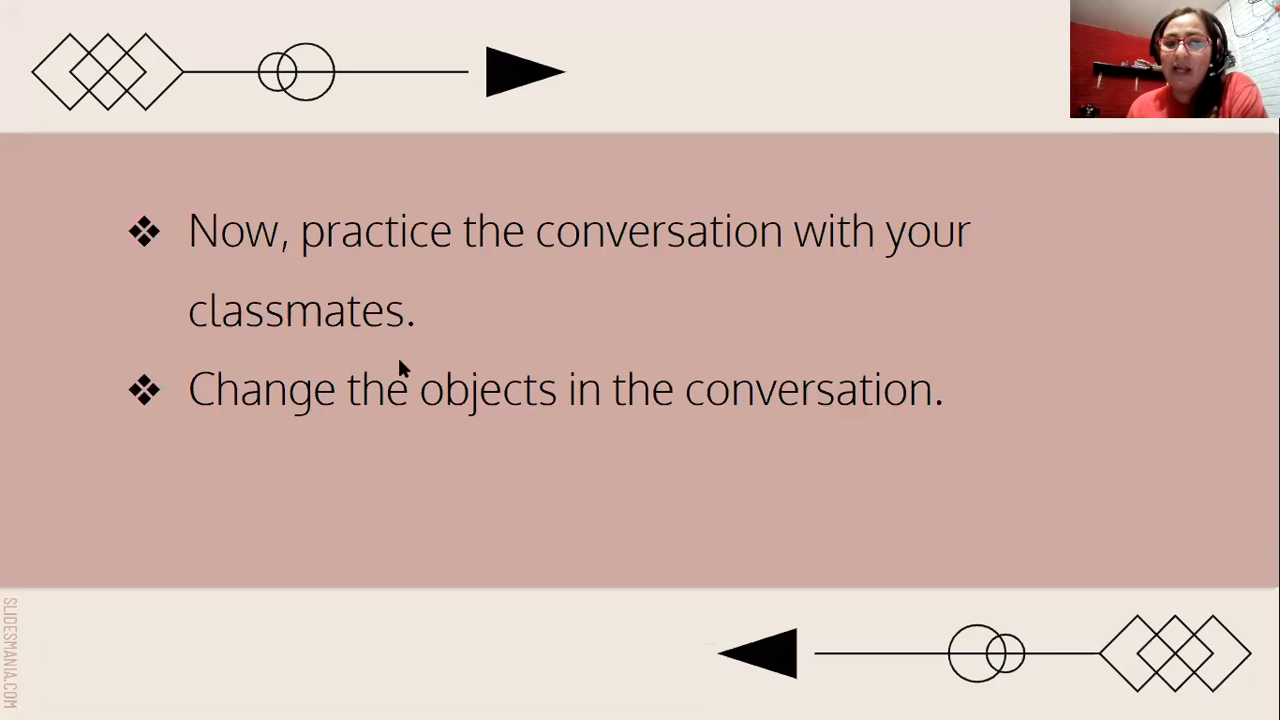 Now, practice the conversation with your
classmates.
Change the objects in the conversation.
SLIDESMANIA.COM